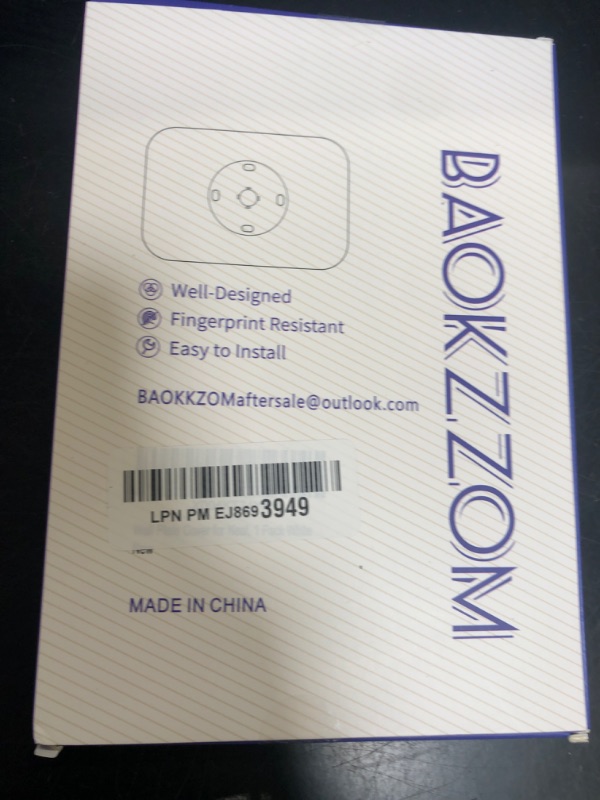 BAOKZZOM
Well-Designed
Fingerprint Resistant
Easy to Install
BAOKKZOMaftersale@outlook.com
LPN PM EJ8693949
MADE IN CHINA